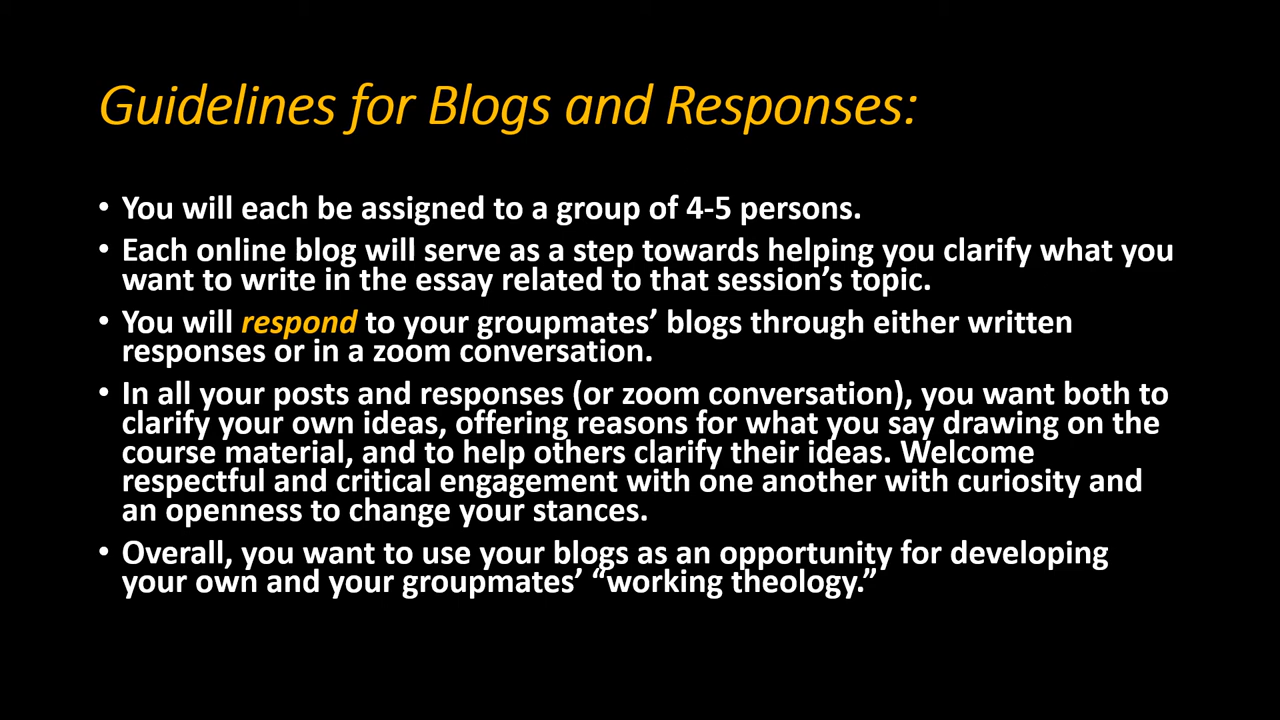 Guidelines for Blogs and Responses:
• You will each be assigned to a group of 4-5 persons.
• Each online blog will serve as a step towards helping you clarify what you
want to write in the essay related to that session’s topic.
• You will respond to your groupmates’ blogs through either written
responses or in a zoom conversation.
• In all your posts and responses (or zoom conversation), you want both to
clarify your own ideas, offering reasons for what you say drawing on the
course material, and to help others clarify their ideas. Welcome
respectful and critical engagement with one another with curiosity and
an openness to change your stances.
• Overall, you want to use your blogs as an opportunity for developing
your own and your groupmates’ “working theology.”